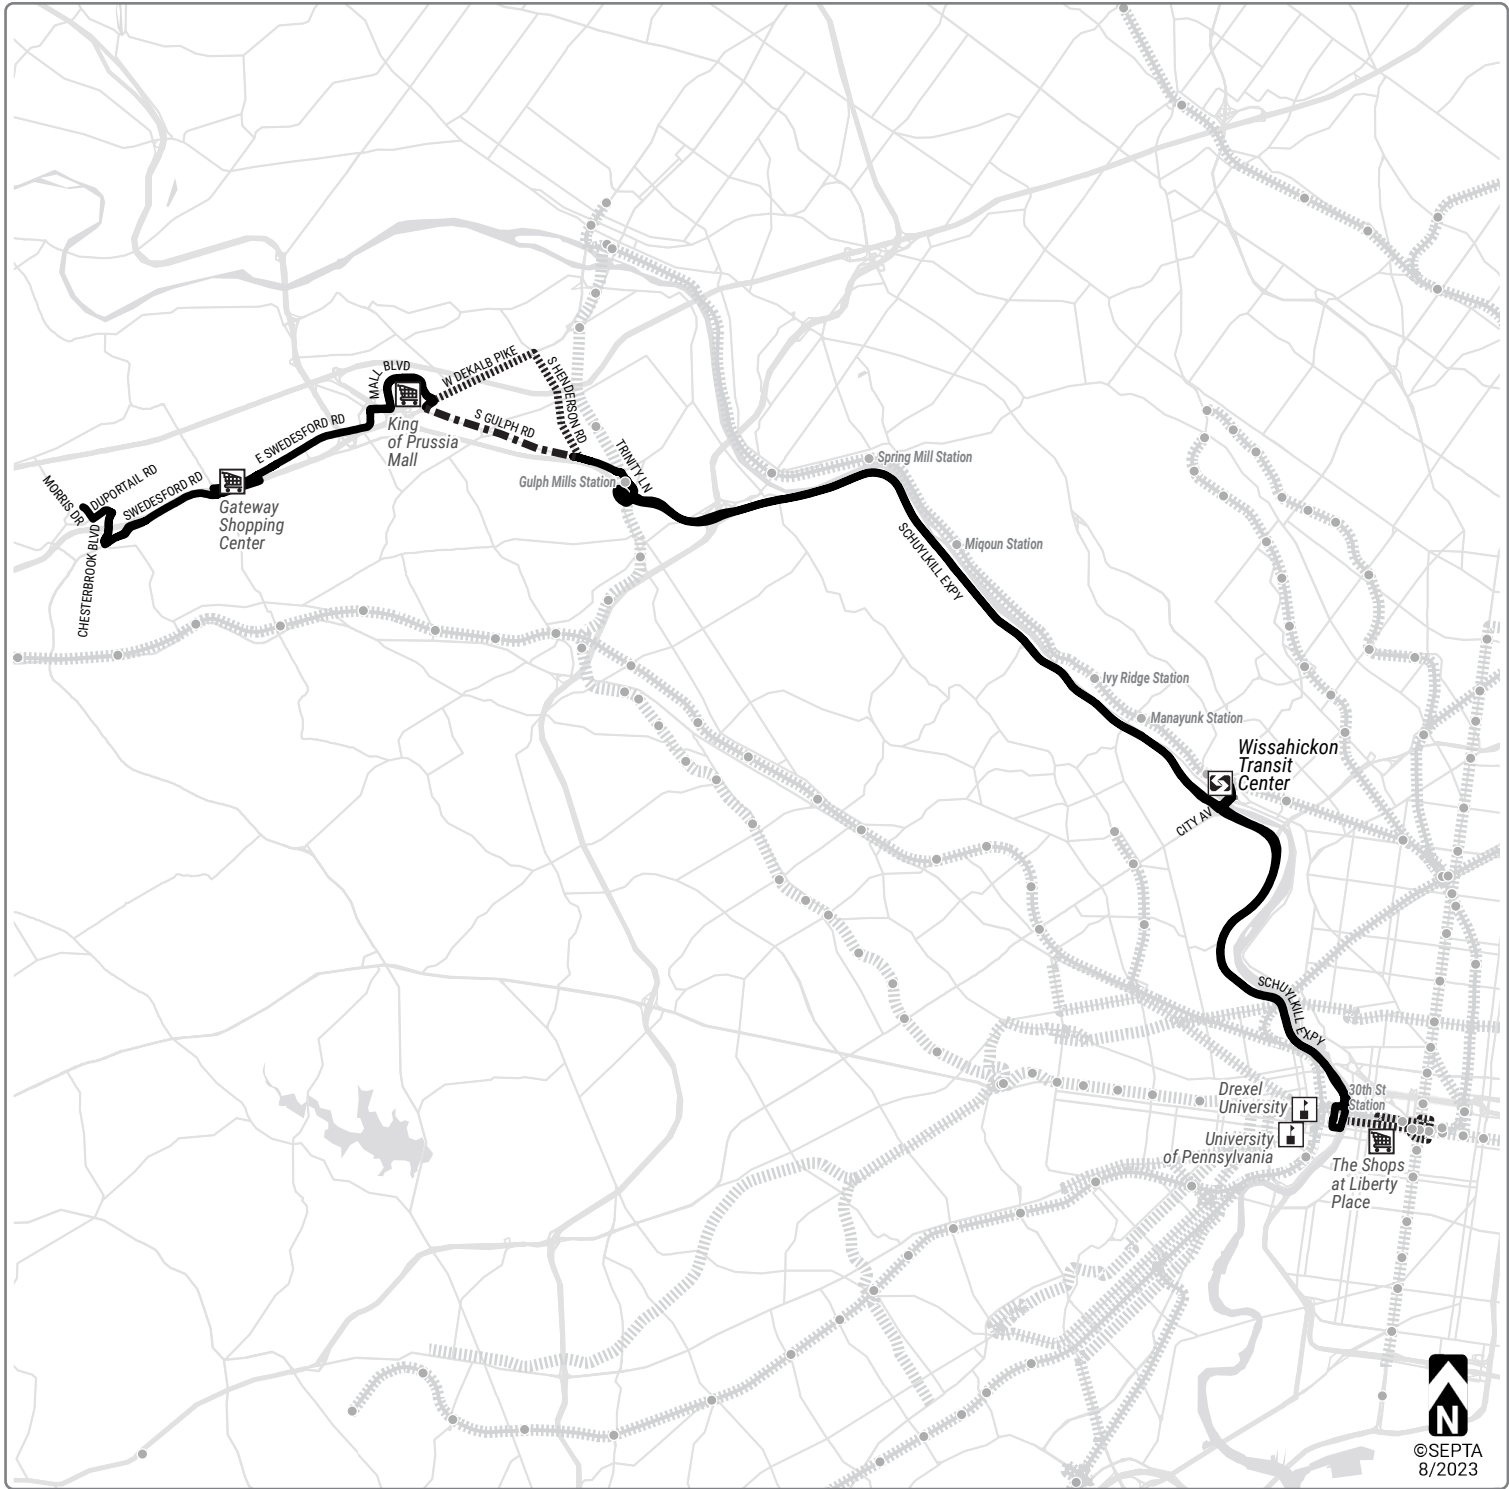 MALL BLVD
W DEKALB PIKE
S HENDERSON RD
King
of Prussia
Mall
S GULPH RD
E SWEDESFORD RD
TRINITY LN
Gulph Mills Station
Spring Mill Station
MORRIS DR
DUPORTAIL RD
SWEDESFORD RD
Gateway
Shopping
Center
CHESTERBROOK BLVD
SCHUYLKILL EXPY
Miqoun Station
Ivy Ridge Station
Manayunk Station
Wissahickon
Transit
Center
CITY AV
SCHUYLKILL EXPY
Drexel
University
30th St
Station
University
of Pennsylvania
The Shops
at Liberty
Place
N
©SEPTA
8/2023